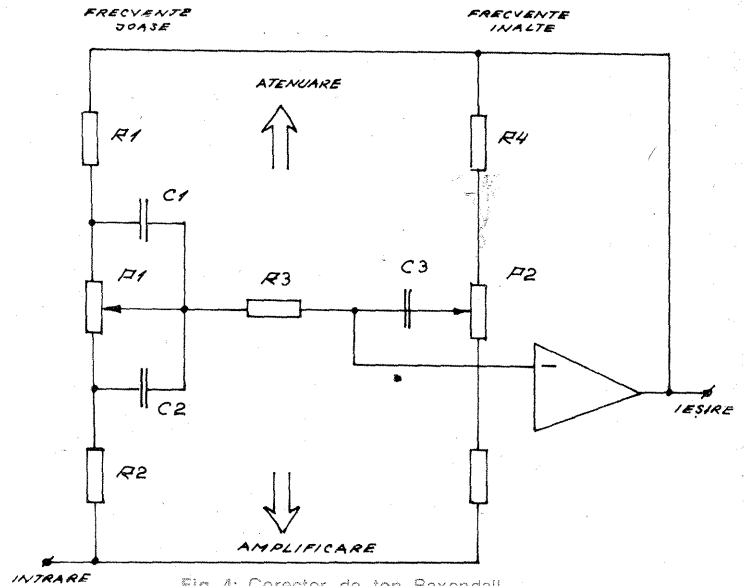 FRECVENTE
JOASE
FRECVENTE
INALTE
ATENUARE
R1
R4
C1
P1
R3
C3
P2
C2
IESIRE
R2
AMPLIFICARE
INTRARE
Fig 4: Corector de ton Baxendall